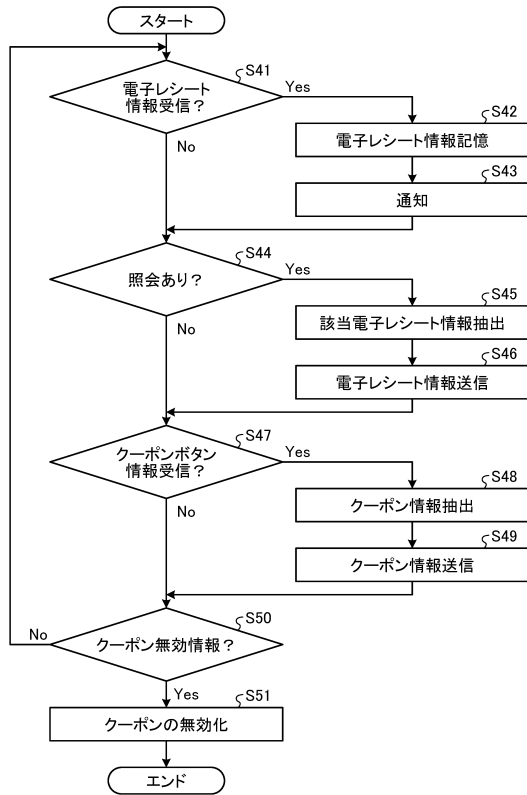 スタート
S41
電子レシート
情報受信？
Yes
No
S42
電子レシート情報記憶
S43
通知
S44
照会あり？
Yes
No
S45
該当電子レシート情報抽出
S46
電子レシート情報送信
S47
クーポンボタン
情報受信？
Yes
No
S48
クーポン情報抽出
S49
クーポン情報送信
S50
クーポン無効情報？
No
Yes
S51
クーポンの無効化
エンド